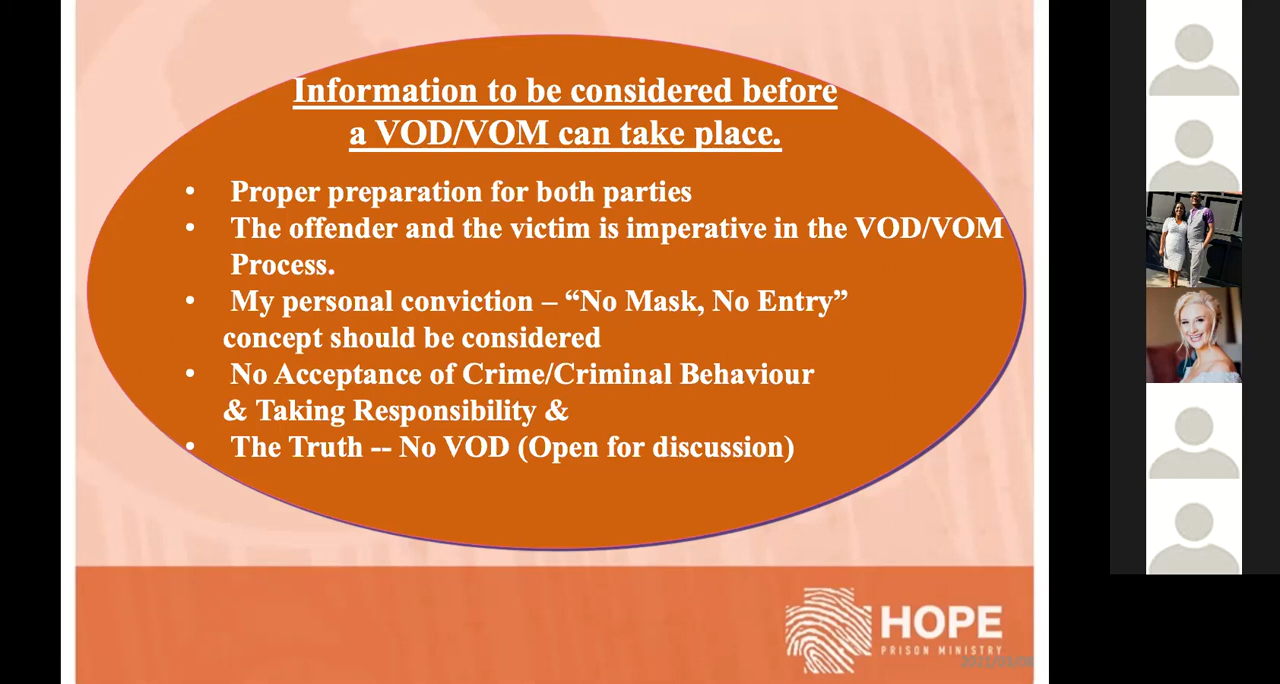 Information to be considered before
a VOD/VOM can take place.
• Proper preparation for both parties
• The offender and the victim is imperative in the VOD/VOM
Process.
• My personal conviction – “No Mask, No Entry”
concept should be considered
• No Acceptance of Crime/Criminal Behaviour
& Taking Responsibility &
• The Truth -- No VOD (Open for discussion)
HOPE
PRISON MINISTRY